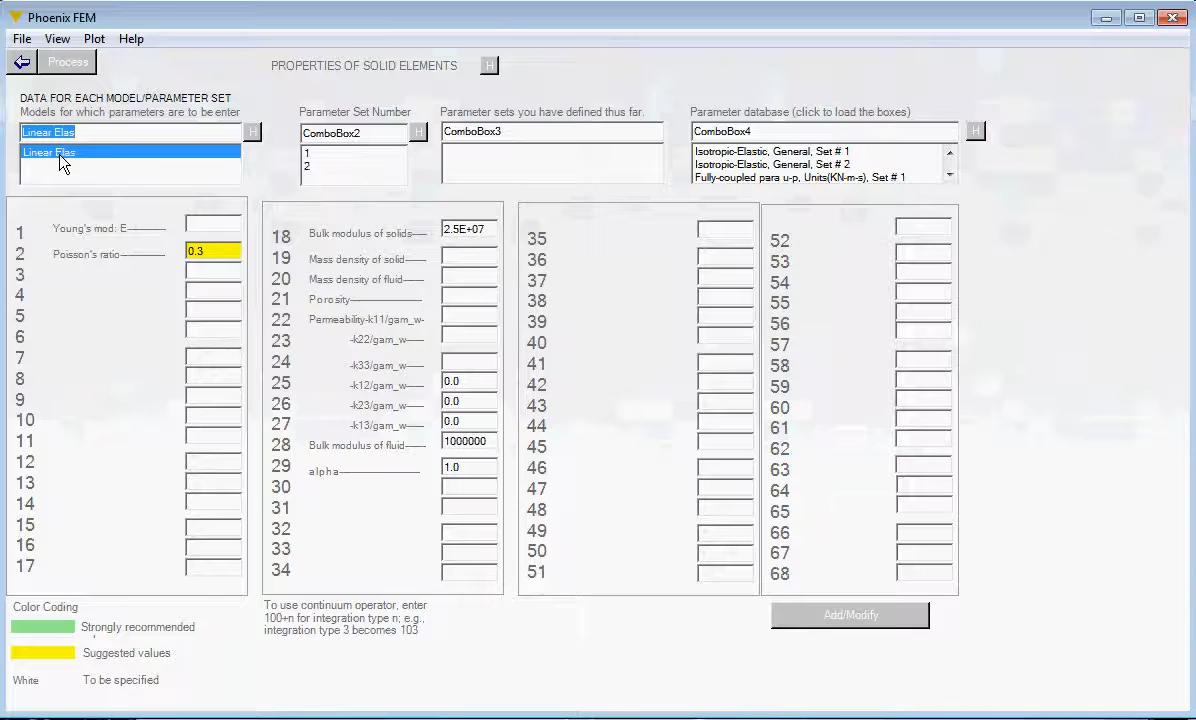 Phoenix FEM
File View Plot Help
Process
PROPERTIES OF SOLID ELEMENTS H
DATA FOR EACH MODEL/PARAMETER SET
Models for which parameters are to be enter
Parameter Set Number
Parameter sets you have defined thus far.
Parameter database (click to load the boxes)
Linear Elas H
ComboBox2 H
ComboBox3
ComboBox4 H
Linear Elas
1
2
Isotropic-Elastic, General, Set # 1
Isotropic-Elastic, General, Set # 2
Fully-coupled para u-p, Units(KN-m-s), Set # 1
1 Young's mod: E
2 Poisson's ratio 0.3
3
4
5
6
7
8
9
10
11
12
13
14
15
16
17
18 Bulk modulus of solids 2.5E+07
19 Mass density of solid
20 Mass density of fluid
21 Porosity
22 Permeability-k11/gam_w-
23 -k22/gam_w
24 -k33/gam_w
25 -k12/gam_w 0.0
26 -k23/gam_w 0.0
27 -k13/gam_w 0.0
28 Bulk modulus of fluid 1000000
29 alpha 1.0
30
31
32
33
34
35
36
37
38
39
40
41
42
43
44
45
46
47
48
49
50
51
52
53
54
55
56
57
58
59
60
61
62
63
64
65
66
67
68
Color Coding
Strongly recommended
Suggested values
White To be specified
To use continuum operator, enter
100+n for integration type n; e.g.,
integration type 3 becomes 103
Add/Modify